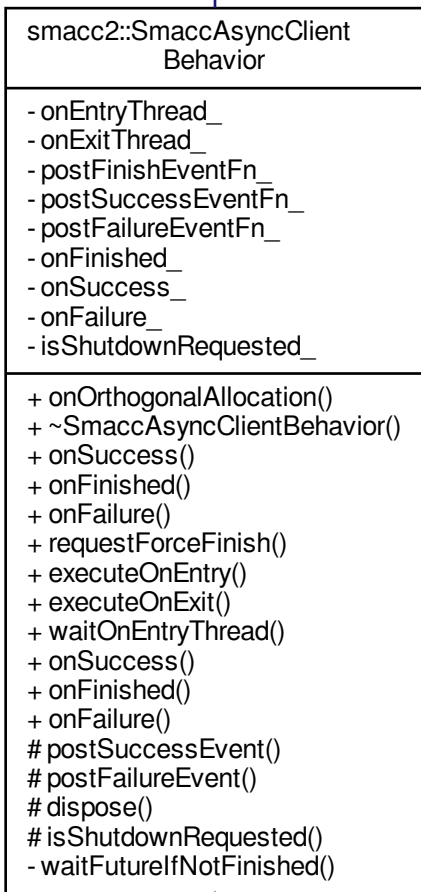 smacc2::SmaccAsyncClient
Behavior
- onEntryThread_
- onExitThread_
- postFinishEventFn_
- postSuccessEventFn_
- postFailureEventFn_
- onFinished_
- onSuccess_
- onFailure_
- isShutdownRequested_
+ onOrthogonalAllocation()
+ ~SmaccAsyncClientBehavior()
+ onSuccess()
+ onFinished()
+ onFailure()
+ requestForceFinish()
+ executeOnEntry()
+ executeOnExit()
+ waitOnEntryThread()
+ onSuccess()
+ onFinished()
+ onFailure()
# postSuccessEvent()
# postFailureEvent()
# dispose()
# isShutdownRequested()
- waitFutureIfNotFinished()